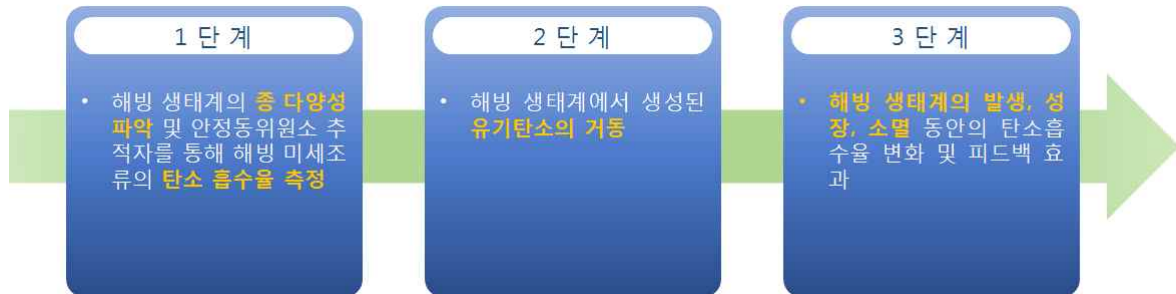 1 단 계
• 해빙 생태계의 종 다양성
파악 및 안정동위원소 추
적자를 통해 해빙 미세조
류의 탄소 흡수율 측정
2 단 계
• 해빙 생태계에서 생성된
유기탄소의 거동
3 단 계
• 해빙 생태계의 발생, 성
장, 소멸 동안의 탄소흡
수율 변화 및 피드백 효
과